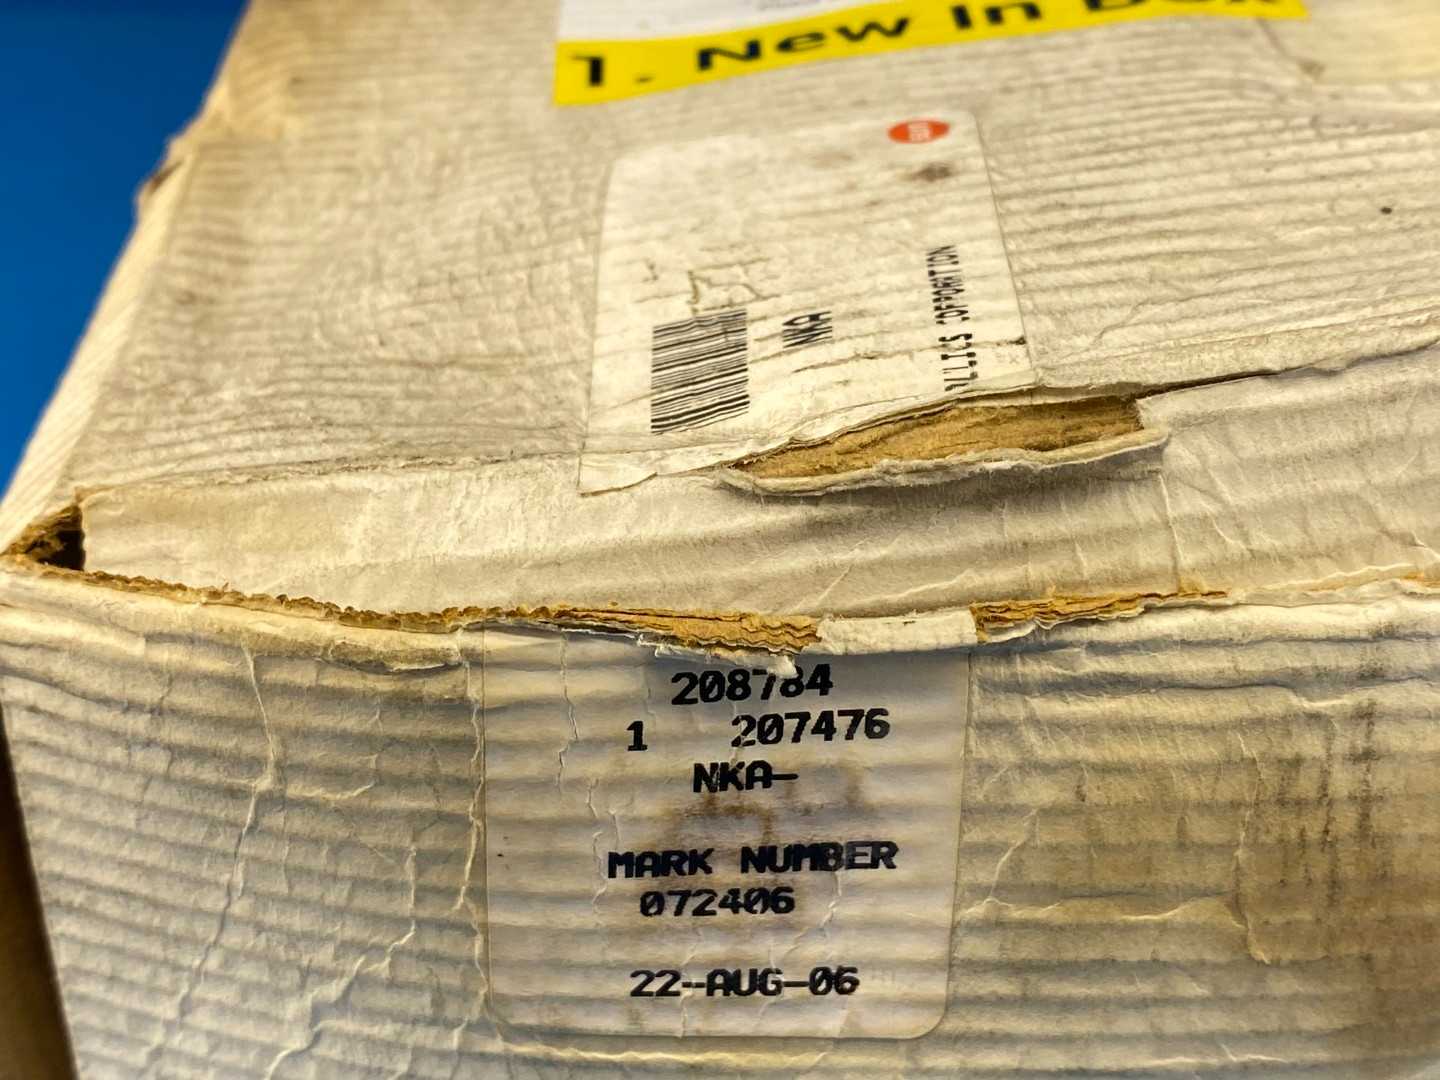 1. New In Box
NKA
208784
1 207476
NKA-
MARK NUMBER
072406
22-AUG-06